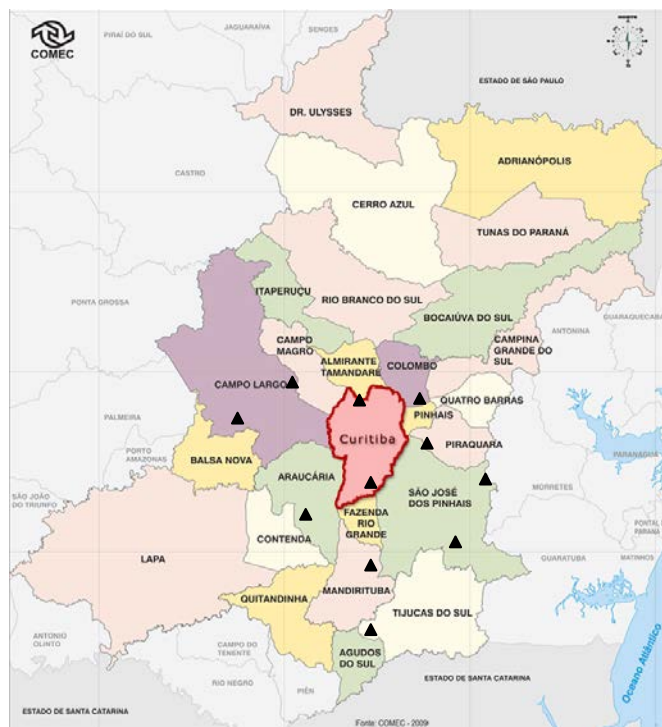 COMEC
PIRAÍ DO SUL
JAGUARAÍVA
SENGES
ESTADO DE SÃO PAULO
DR. ULYSSES
ADRIANÓPOLIS
CASTRO
CERRO AZUL
TUNAS DO PARANÁ
ITAPERUÇU
RIO BRANCO DO SUL
BOCAIÚVA DO SUL
PONTA GROSSA
GUARAQUEÇABA
ANTONINA
CAMPO
MAGRO
CAMPINA
GRANDE DO
SUL
ALMIRANTE
TAMANDARÉ
COLOMBO
CAMPO LARGO
QUATRO BARRAS
PINHAIS
PALMEIRA
Curitiba
PIRAQUARA
PORTO
AMAZONAS
BALSA NOVA
PARANAGUÁ
ARAUCÁRIA
SÃO JOSÉ
DOS PINHAIS
MORRETES
SÃO JOÃO
DO TRIUNFO
FAZENDA
RIO
GRANDE
PONTAL
PARANÁ
CONTENDA
LAPA
GUARATUBA
MATINHOS
QUITANDINHA
MANDIRITUBA
TIJUCAS DO SUL
ANTÔNIO
OLINTO
CAMPO DO
TENENTE
AGUDOS
DO SUL
RIO NEGRO
PIÊN
Oceano Atlântico
ESTADO DE SANTA CATARINA
ESTADO DE SANTA CATARINA
Fonte: COMEC - 2009